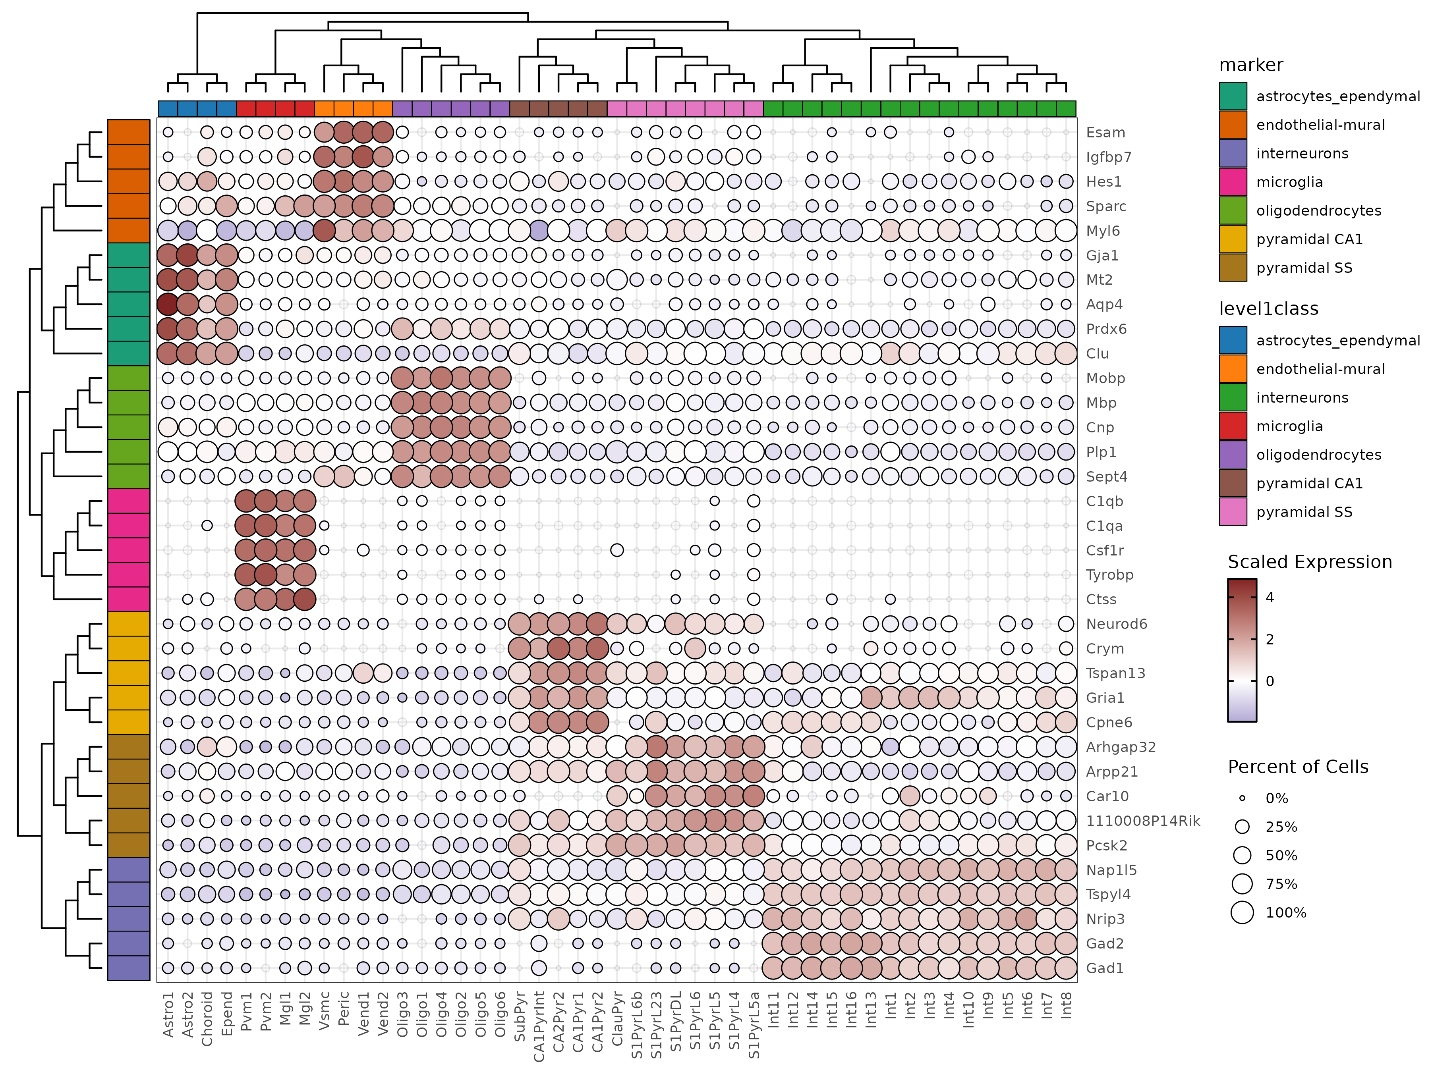 marker
astrocytes_ependymal
endothelial-mural
interneurons
microglia
oligodendrocytes
pyramidal CA1
pyramidal SS
level1class
astrocytes_ependymal
endothelial-mural
interneurons
microglia
oligodendrocytes
pyramidal CA1
pyramidal SS
Scaled Expression
4
2
0
Percent of Cells
0%
25%
50%
75%
100%
Esam
Igfbp7
Hes1
Sparc
Myl6
Gja1
Mt2
Aqp4
Prdx6
Clu
Mobp
Mbp
Cnp
Plp1
Sept4
C1qb
C1qa
Csf1r
Tyrobp
Ctss
Neurod6
Crym
Tspan13
Gria1
Cpne6
Arhgap32
Arpp21
Car10
1110008P14Rik
Pcsk2
Nap1l5
Tspyl4
Nrip3
Gad2
Gad1
Astro1
Astro2
Choroid
Epend
Pvm1
Pvm2
Mgl1
Mgl2
Vsmc
Peric
Vend1
Vend2
Oligo3
Oligo1
Oligo4
Oligo2
Oligo5
Oligo6
SubPyr
CA1PyrInt
CA2Pyr2
CA1Pyr1
CA1Pyr2
ClauPyr
S1PyrL6b
S1PyrL23
S1PyrDL
S1PyrL6
S1PyrL5
S1PyrL4
S1PyrL5a
Int11
Int12
Int14
Int15
Int16
Int13
Int1
Int2
Int3
Int4
Int10
Int9
Int5
Int6
Int7
Int8